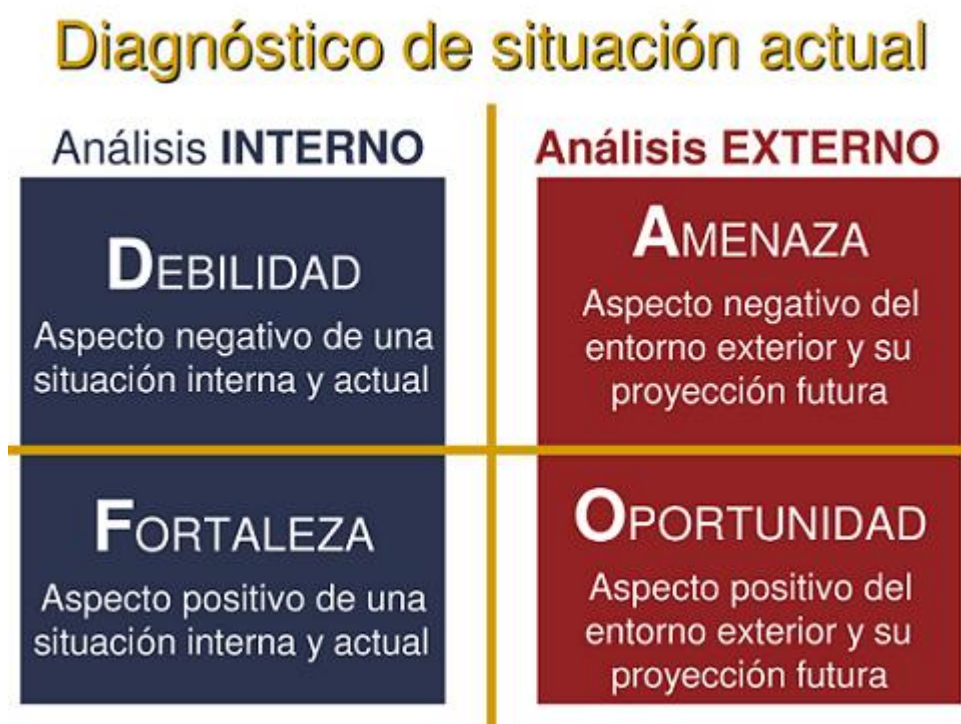 Diagnóstico de situación actual
Análisis INTERNO
DEBILIDAD
Aspecto negativo de una
situación interna y actual
FORTALEZA
Aspecto positivo de una
situación interna y actual
Análisis EXTERNO
AMENAZA
Aspecto negativo del
entorno exterior y su
proyección futura
OPORTUNIDAD
Aspecto positivo del
entorno exterior y su
proyección futura